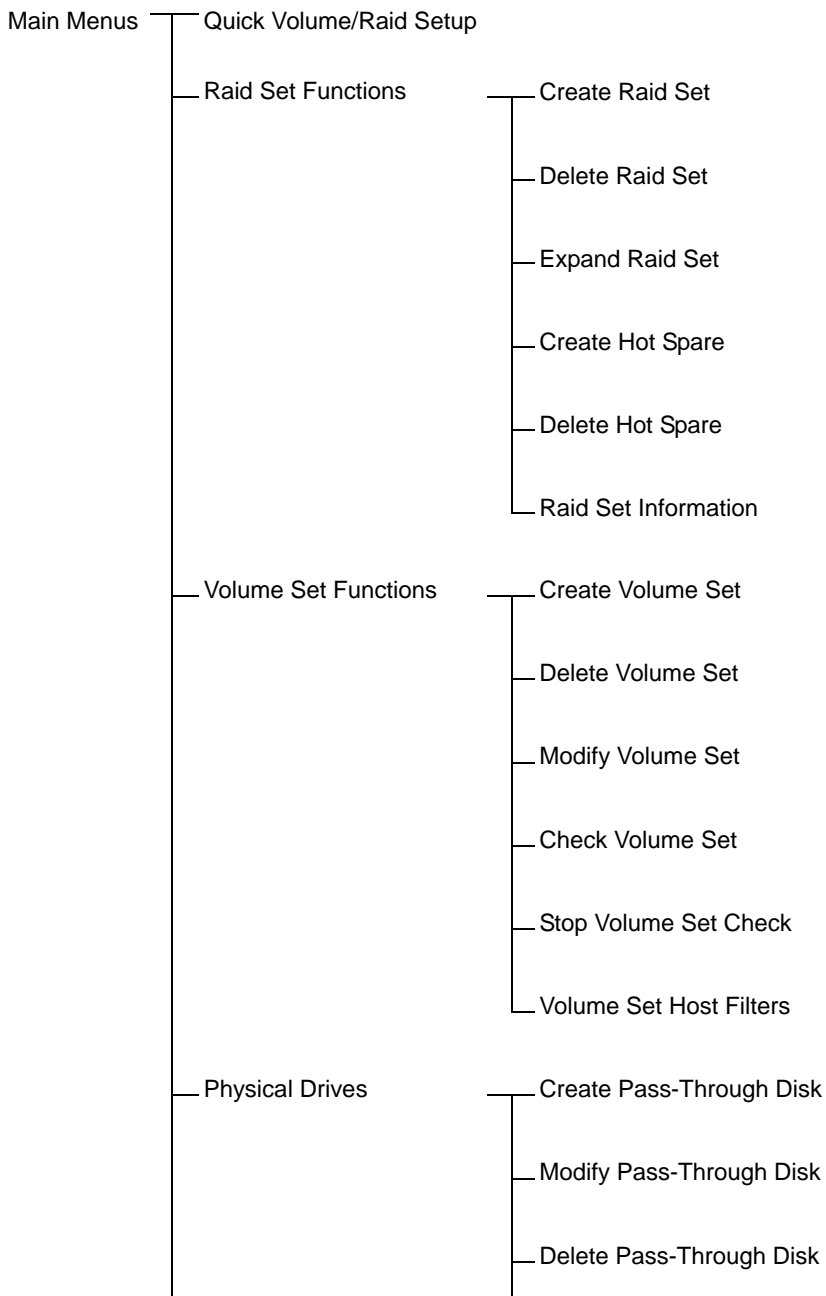 Main Menus Quick Volume/Raid Setup
Raid Set Functions Create Raid Set
Delete Raid Set
Expand Raid Set
Create Hot Spare
Delete Hot Spare
Raid Set Information
Volume Set Functions Create Volume Set
Delete Volume Set
Modify Volume Set
Check Volume Set
Stop Volume Set Check
Volume Set Host Filters
Physical Drives Create Pass-Through Disk
Modify Pass-Through Disk
Delete Pass-Through Disk